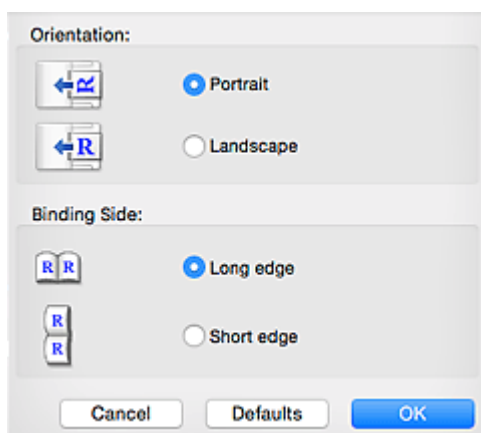 Orientation:
R
Portrait
R
Landscape
Binding Side:
R R
Long edge
R
R
Short edge
Cancel Defaults OK